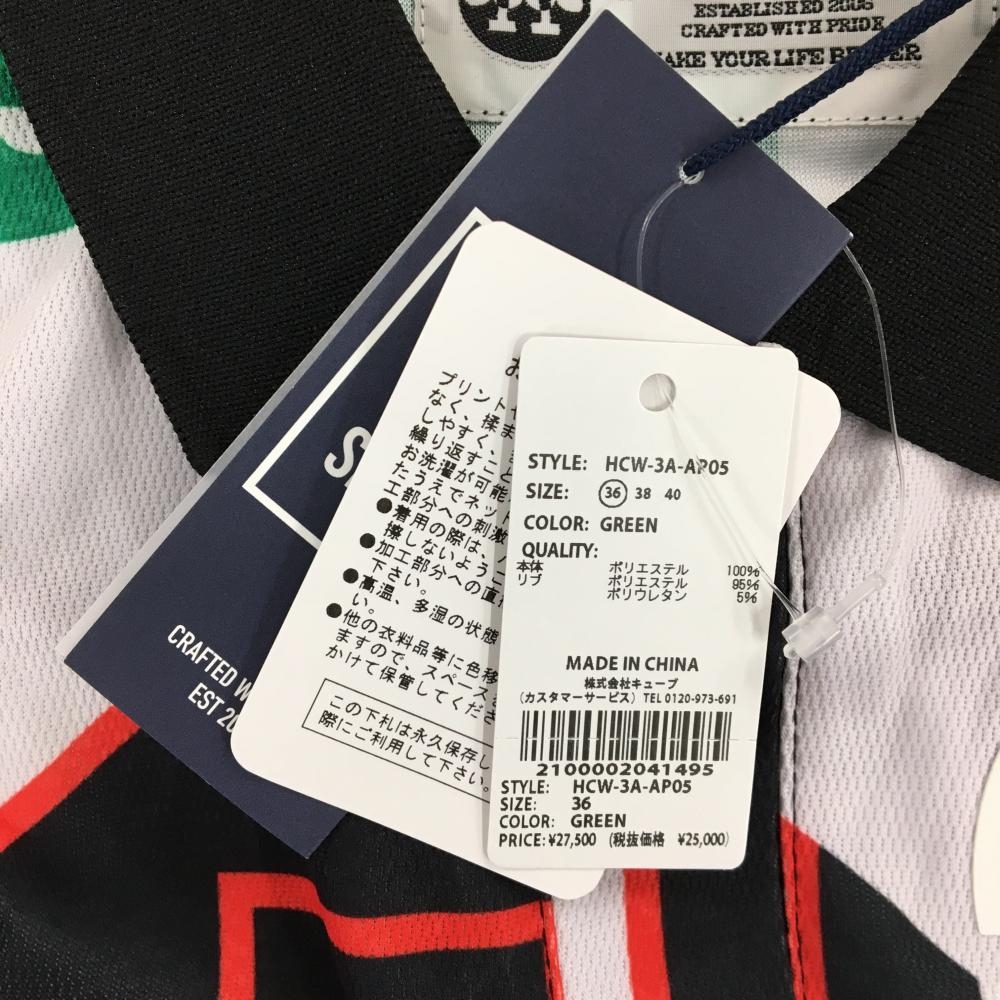 ESTABLISHED 2006
CRAFTED WITH PRIDE
MAKE YOUR LIFE BETTER
CRAFTED
EST
プリント
なく、揉ま
しやすく、
繰り返すこと
お洗濯が可能
たうえでネット
工部分への刺激
●着用の際は、
擦しないよう
●加工部分への直接
下さい。
●高温、多湿の状態
い。
●他の衣料品等に色移
ますので、スペース
かけて保管してくださ
この下札は永久保存し
際にご利用して下さい。
STYLE: HCW-3A-AP05
SIZE: 36 38 40
COLOR: GREEN
QUALITY:
本体 ポリエステル 100%
リブ ポリエステル 95%
ポリウレタン 5%
MADE IN CHINA
株式会社キューブ
(カスタマーサービス) TEL 0120-973-691
2100002041495
STYLE: HCW-3A-AP05
SIZE: 36
COLOR: GREEN
PRICE: ¥27,500 (税抜価格 ¥25,000)